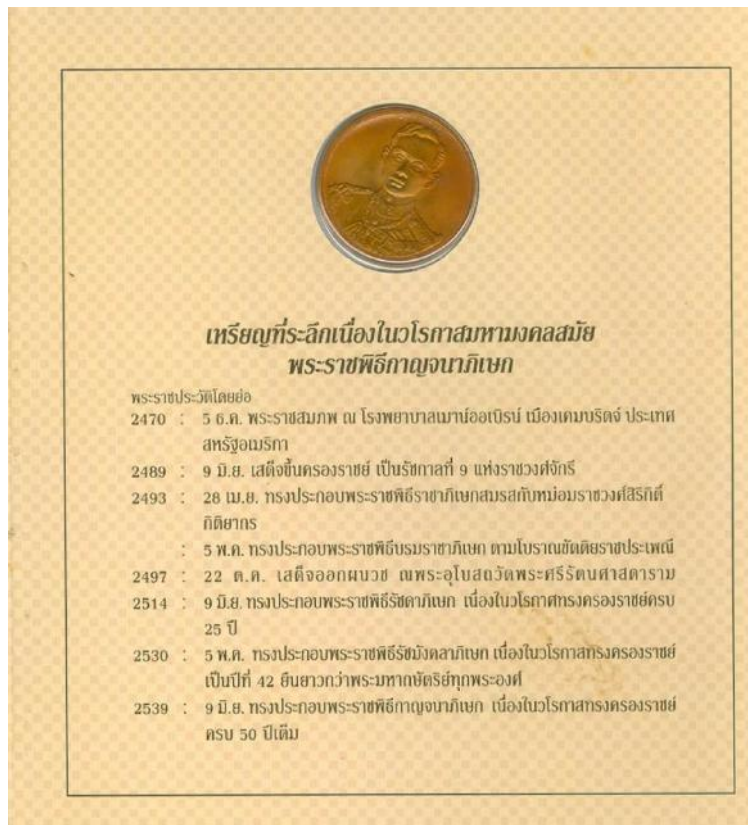 เหรียญที่ระลึกเนื่องในวโรกาสมหามงคลสมัย
พระราชพิธีกาญจนาภิเษก
พระราชประวัติโดยย่อ
2470 : 5 ธ.ค. พระราชสมภพ ณ โรงพยาบาลเมาน์ออเบิรน์ เมืองเคมบริดจ์ ประเทศ
สหรัฐอเมริกา
2489 : 9 มิ.ย. เสด็จขึ้นครองราชย์ เป็นรัชกาลที่ 9 แห่งราชวงศ์จักรี
2493 : 28 เม.ย. ทรงประกอบพระราชพิธีราชาภิเษกสมรสกับหม่อมราชวงศ์สิริกิติ์
กิติยากร
: 5 พ.ค. ทรงประกอบพระราชพิธีบรมราชาภิเษก ตามโบราณขัตติยราชประเพณี
2497 : 22 ต.ค. เสด็จออกผนวช ณพระอุโบสถวัดพระศรีรัตนศาสดาราม
2514 : 9 มิ.ย. ทรงประกอบพระราชพิธีรัชดาภิเษก เนื่องในวโรกาศทรงครองราชย์ครบ
25 ปี
2530 : 5 พ.ค. ทรงประกอบพระราชพิธีรัชมังคลาภิเษก เนื่องในวโรกาสทรงครองราชย์
เป็นปีที่ 42 ยืนยาวกว่าพระมหากษัตริย์ทุกพระองค์
2539 : 9 มิ.ย. ทรงประกอบพระราชพิธีกาญจนาภิเษก เนื่องในวโรกาสทรงครองราชย์
ครบ 50 ปีเต็ม